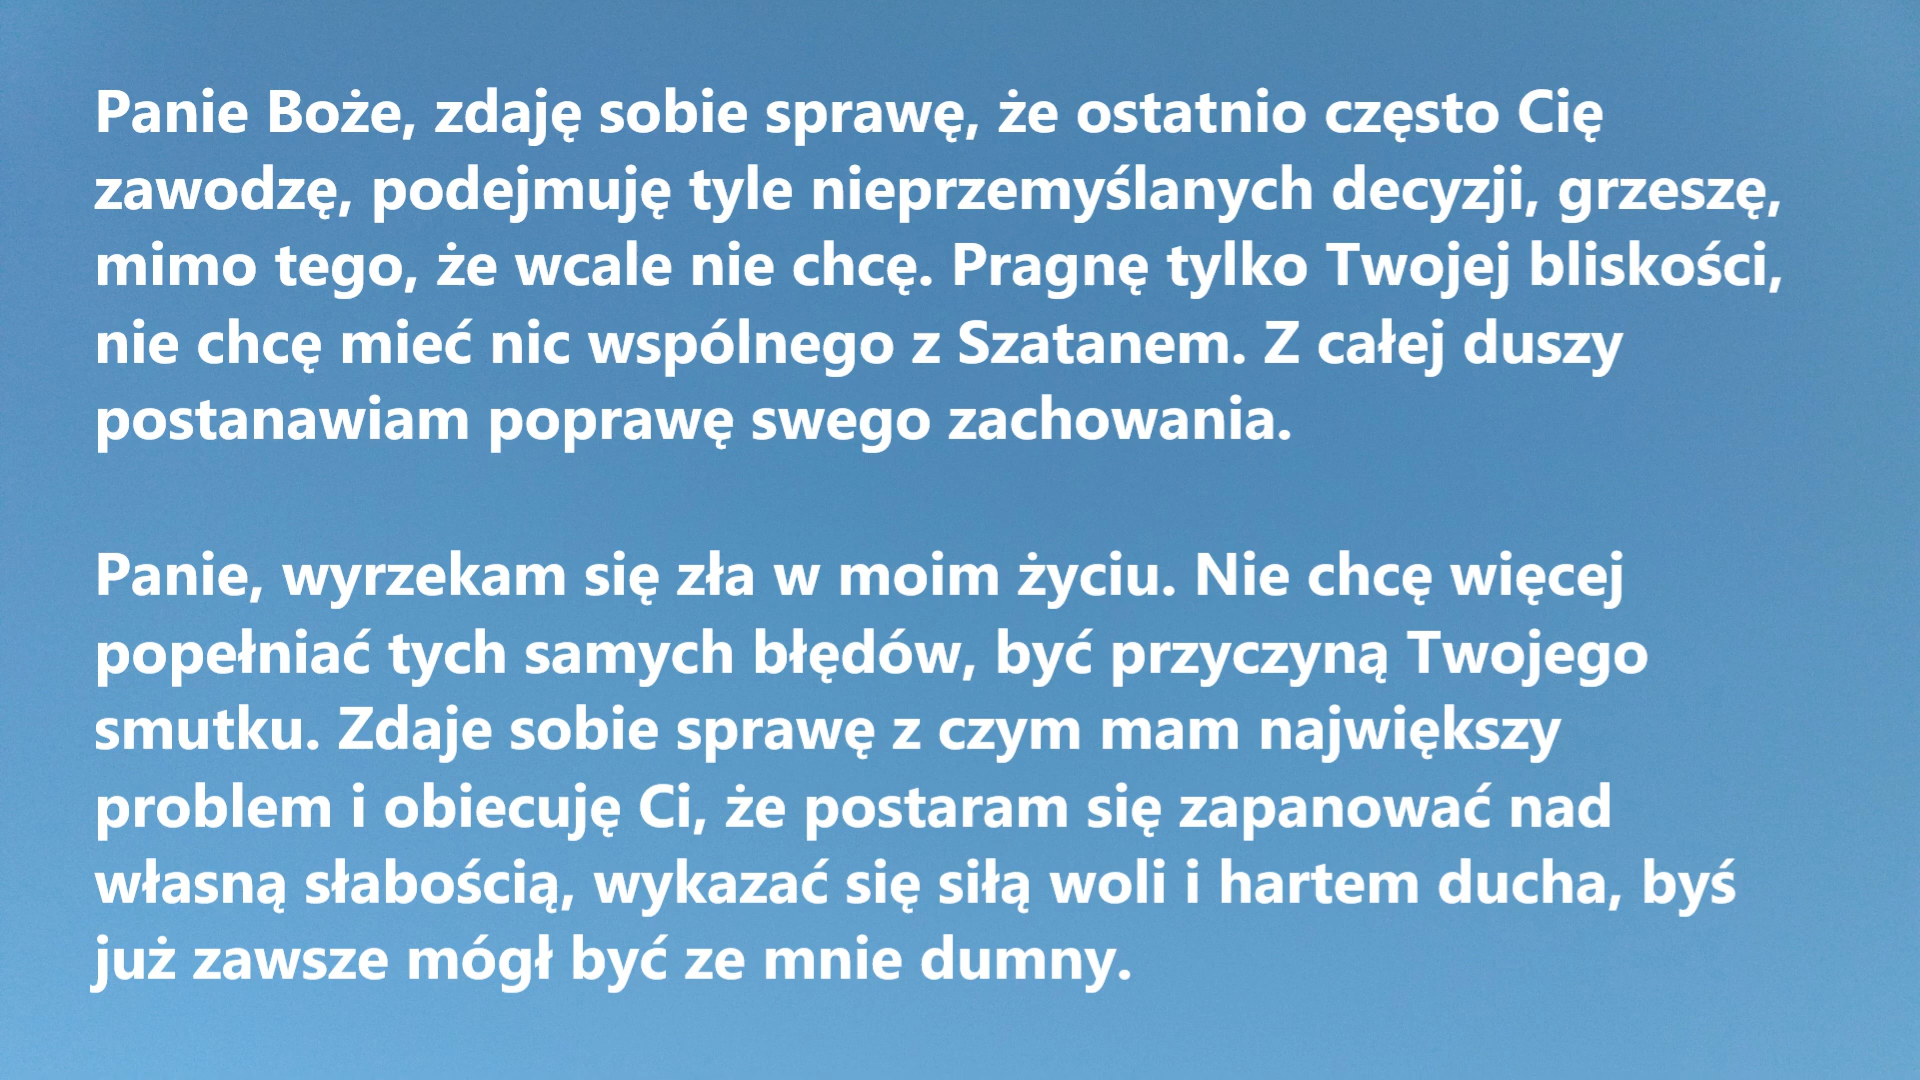 Panie Boże, zdaję sobie sprawę, że ostatnio często Cię
zawodzę, podejmuję tyle nieprzemyślanych decyzji, grzeszę,
mimo tego, że wcale nie chcę. Pragnę tylko Twojej bliskości,
nie chcę mieć nic wspólnego z Szatanem. Z całej duszy
postanawiam poprawę swego zachowania.
Panie, wyrzekam się zła w moim życiu. Nie chcę więcej
popełniać tych samych błędów, być przyczyną Twojego
smutku. Zdaje sobie sprawę z czym mam największy
problem i obiecuję Ci, że postaram się zapanować nad
własną słabością, wykazać się siłą woli i hartem ducha, byś
już zawsze mógł być ze mnie dumny.